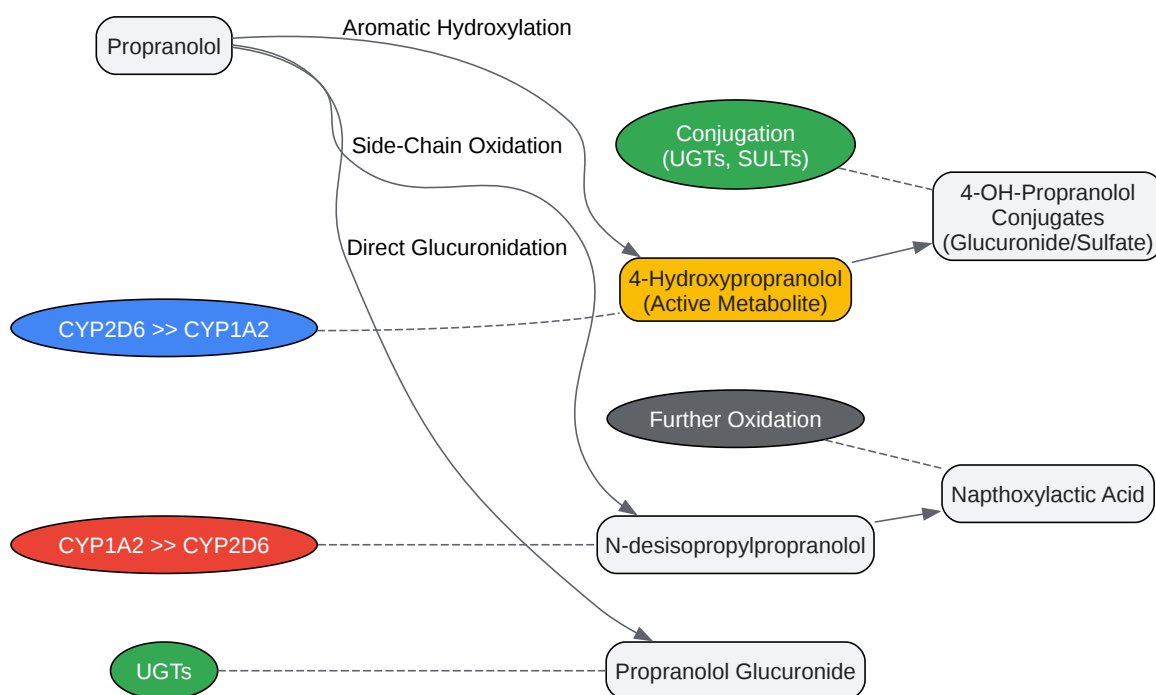 Propranolol
Aromatic Hydroxylation
Conjugation
(UGTs, SULTs)
Side-Chain Oxidation
4-OH-Propranolol
Conjugates
(Glucuronide/Sulfate)
Direct Glucuronidation
4-Hydroxypropranolol
(Active Metabolite)
CYP2D6 >> CYP1A2
Further Oxidation
Napthoxylactic Acid
CYP1A2 >> CYP2D6
N-desisopropylpropranolol
UGTs
Propranolol Glucuronide